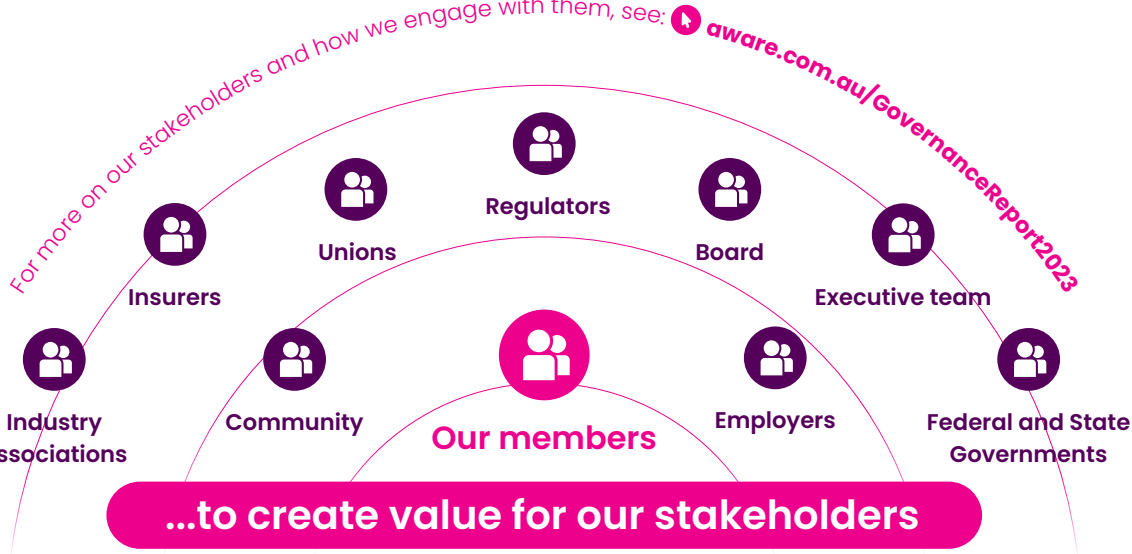 For more on our stakeholders and how we engage with them, see: aware.com.au/GovernanceReport2023
Regulators
Unions
Board
Insurers
Executive team
Industry
Community
Our members
Employers
Federal and State
Governments
...to create value for our stakeholders